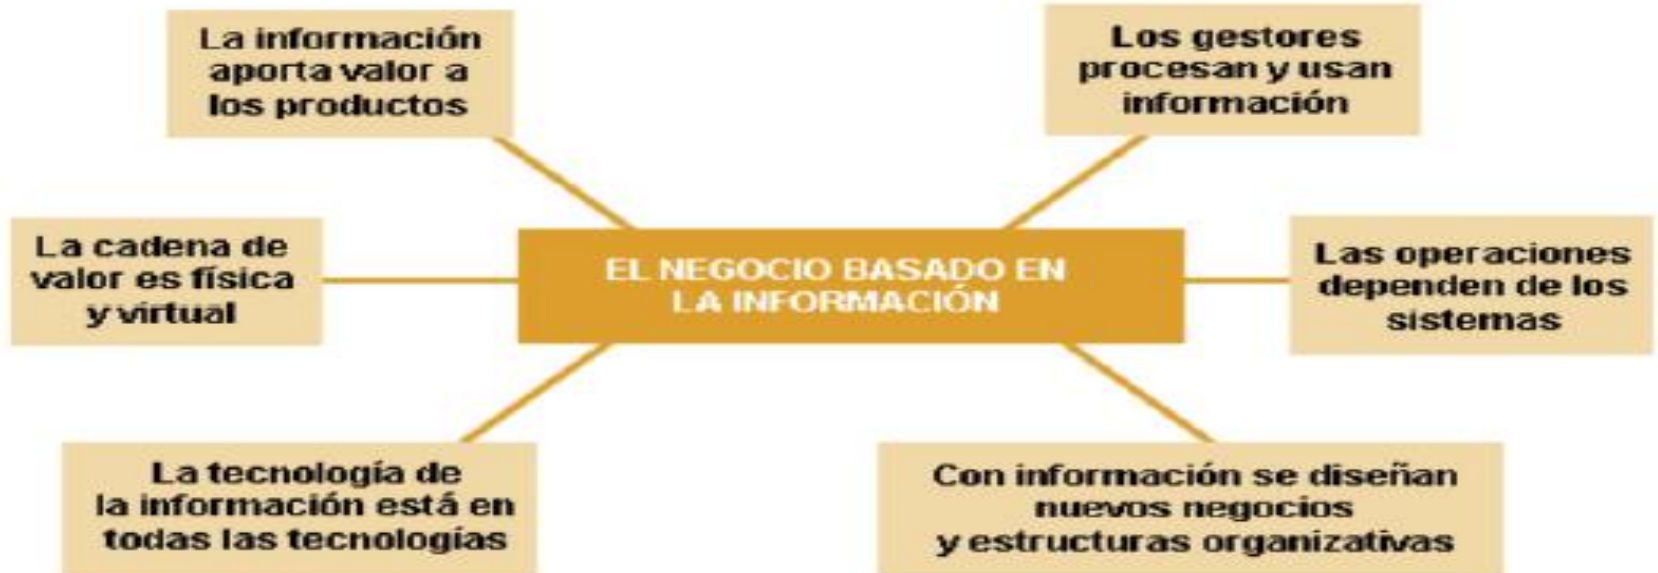 La información
aporta valor a
los productos
Los gestores
procesan y usan
información
La cadena de
valor es física
y virtual
EL NEGOCIO BASADO EN
LA INFORMACIÓN
Las operaciones
dependen de los
sistemas
La tecnología de
la información está en
todas las tecnologías
Con información se diseñan
nuevos negocios
y estructuras organizativas